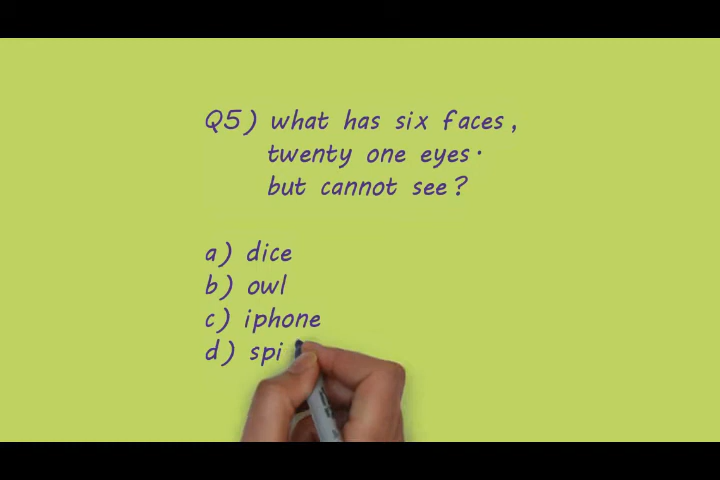 Q5) what has six faces,
twenty one eyes.
but cannot see?
a) dice
b) owl
c) iphone
d) spi